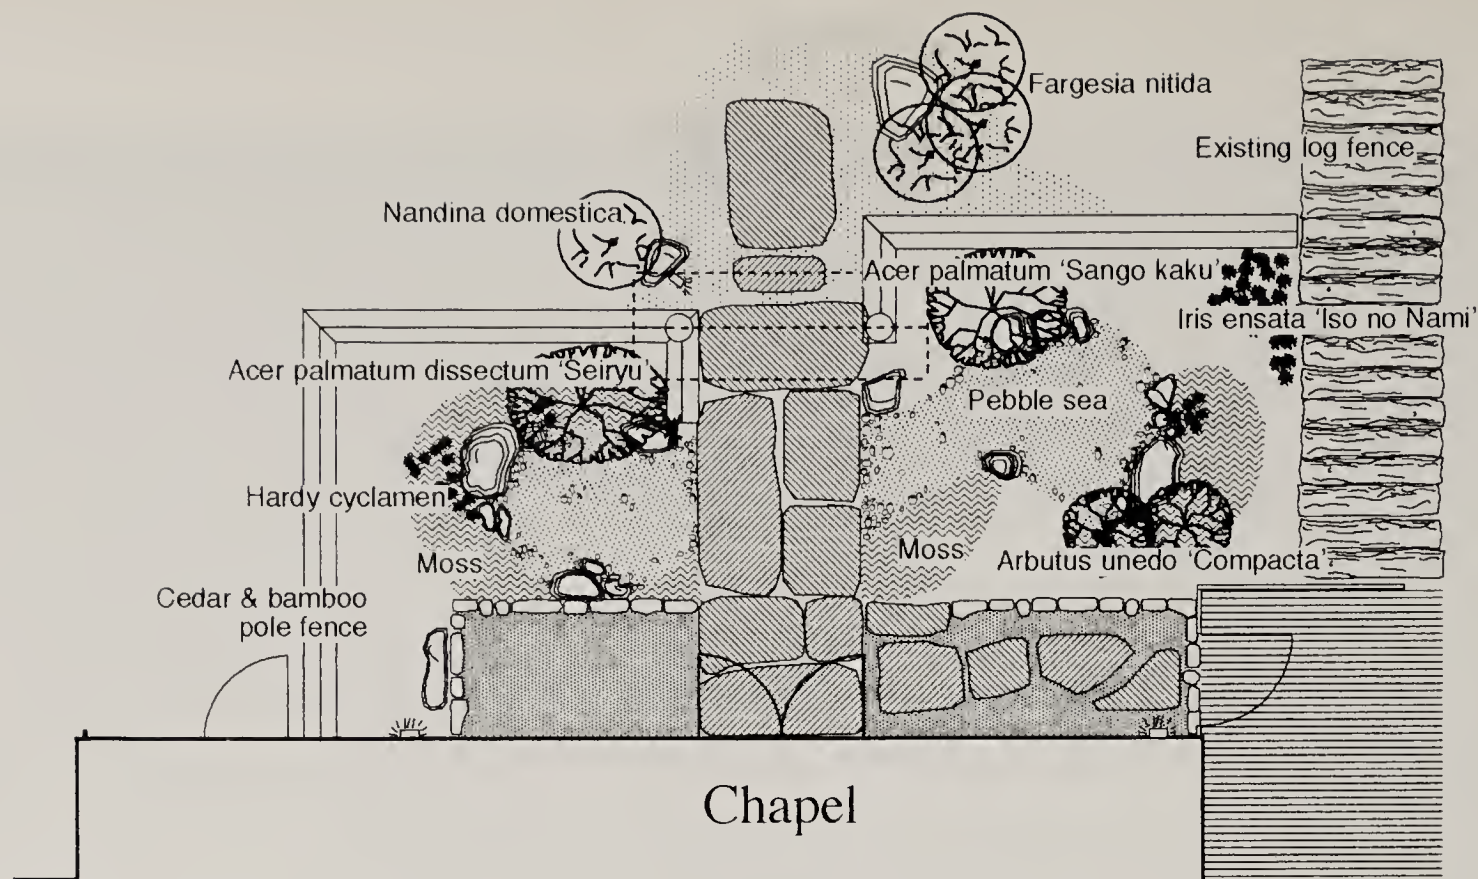 Fargesia nitida
Existing log fence
Nandina domestica
Acer palmatum ‘Sango kaku’
Iris ensata ‘Iso no Nami’
Acer palmatum dissectum ‘Seiryu’
Pebble sea
Hardy cyclamen
Moss
Moss
Arbutus unedo ‘Compacta’
Cedar & bamboo
pole fence
Chapel